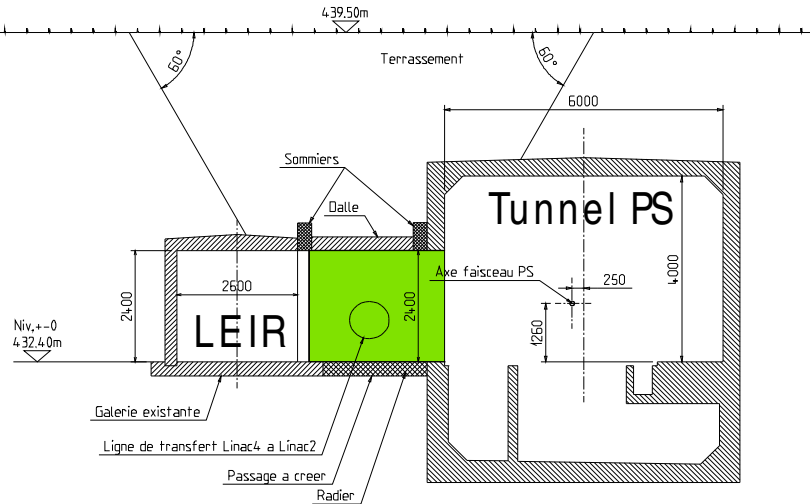 439.50m
60°
60°
Terrassement
6000
Sommiers
Dalle
Tunnel PS
Axe faisceau PS
250
4000
2600
2400
2400
1260
LEIR
Niv.+-0
432.40m
Galerie existante
Ligne de transfert Linac4 a Linac2
Passage a creer
Radier